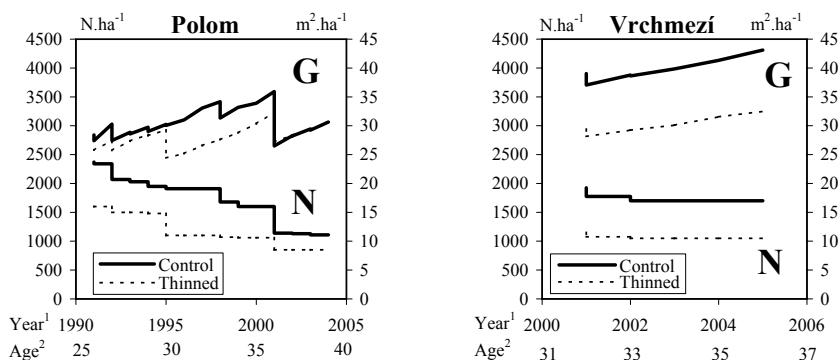 N.ha-1 Polom m2.ha-1
4500 45
4000 G 40
3500 35
3000 30
2500 25
2000 N 20
1500 15
1000 10
500 Control 5
0 Thinned 0
1990 1995 2000 2005
Year1
Age2 25 30 35 40
N.ha-1 Vrchmezí m2.ha-1
4500 45
4000 G 40
3500 35
3000 30
2500 25
2000 20
1500 15
1000 N 10
500 Control 5
0 Thinned 0
2000 2002 2004 2006
Year1
Age2 31 33 35 37